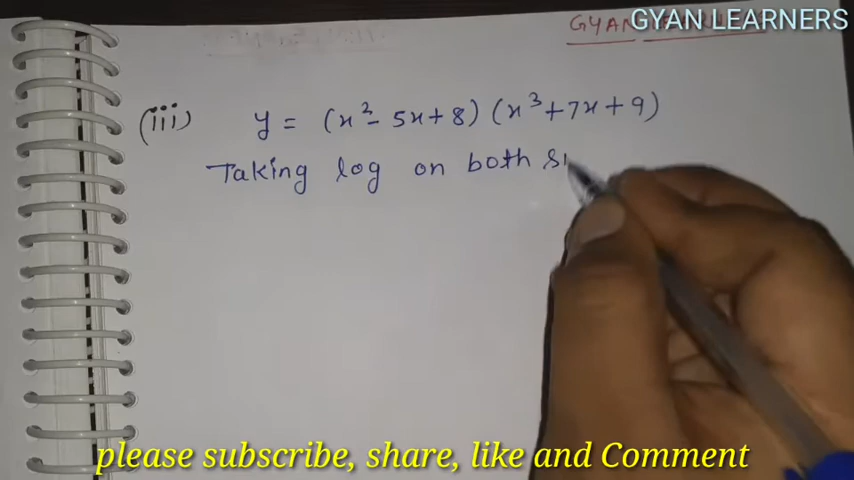 GYAN LEARNERS
(iii) y = (x² - 5x + 8) (x³ + 7x + 9)
Taking log on both
please subscribe, share, like and Comment